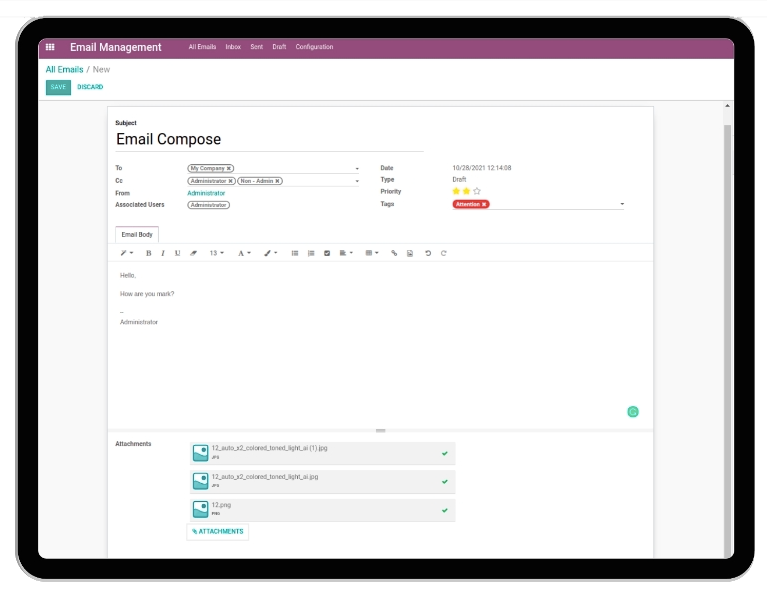 Email Management All Emails Inbox Sent Draft Configuration
All Emails / New
SAVE DISCARD
Subject
Email Compose
To My Company ✖
Cc Administrator ✖ Non - Admin ✖
From Administrator
Associated Users Administrator
Date 10/28/2021 12:14:08
Type Draft
Priority
Tags Attention ✖
Email Body
B I U 13 A
Hello,
How are you mark?
--
Administrator
Attachments
12_auto_x2_colored_toned_light_ai (1).jpg
JPG
12_auto_x2_colored_toned_light_ai.jpg
JPG
12.png
PNG
ATTACHMENTS